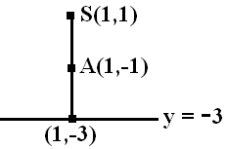 S(1,1)
A(1,-1)
y = -3
(1,-3)